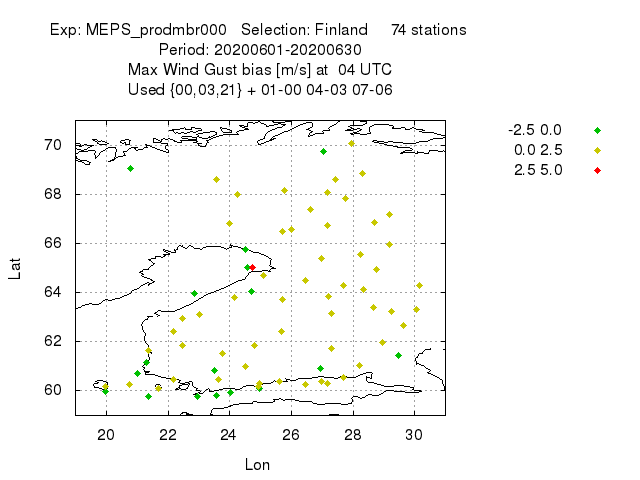 Exp: MEPS_prodmbr000 Selection: Finland 74 stations
Period: 20200601-20200630
Max Wind Gust bias [m/s] at 04 UTC
Used {00,03,21} + 01-00 04-03 07-06
-2.5 0.0
0.0 2.5
2.5 5.0
70
68
66
64
62
60
Lat
20 22 24 26 28 30
Lon